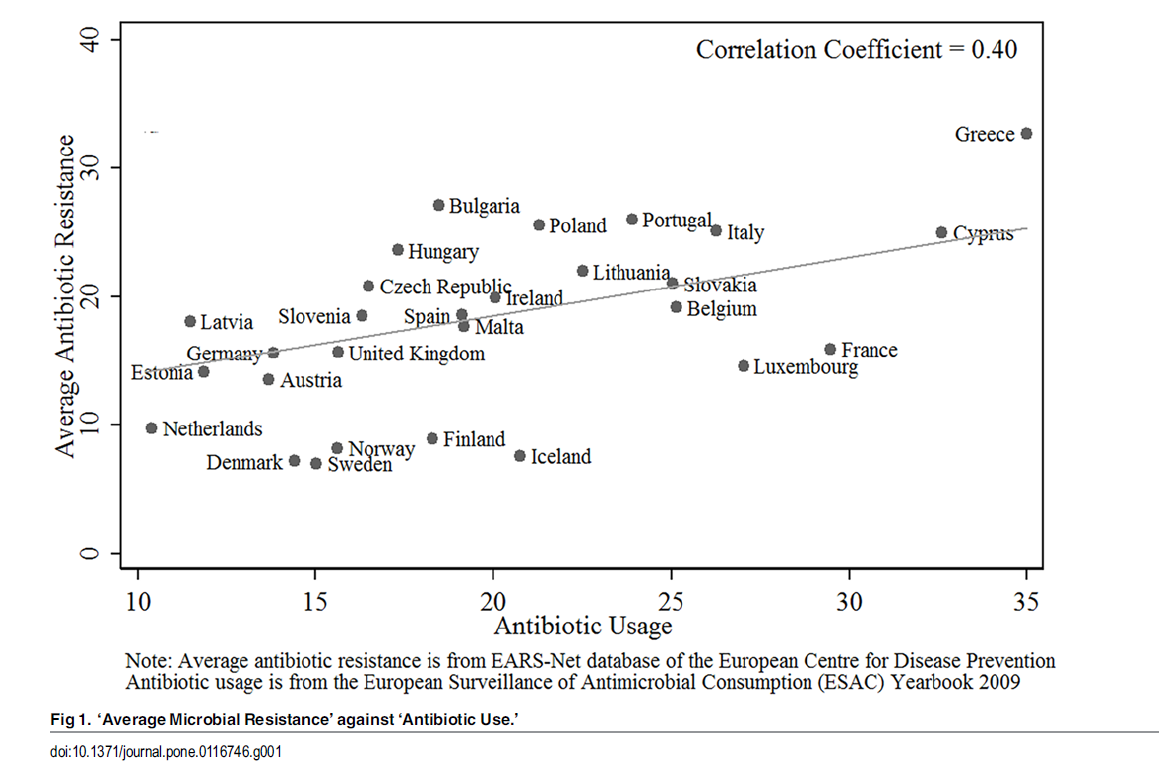 Correlation Coefficient = 0.40
40
30
20
10
0
Average Antibiotic Resistance
Greece
Bulgaria
Portugal
Poland
Italy
Cyprus
Hungary
Lithuania
Czech Republic
Slovakia
Ireland
Belgium
Slovenia
Spain
Latvia
Malta
Germany
United Kingdom
France
Luxembourg
Estonia
Austria
Netherlands
Finland
Norway
Iceland
Denmark
Sweden
10 15 20 25 30 35
Antibiotic Usage
Note: Average antibiotic resistance is from EARS-Net database of the European Centre for Disease Prevention
Antibiotic usage is from the European Surveillance of Antimicrobial Consumption (ESAC) Yearbook 2009
Fig 1. ‘Average Microbial Resistance’ against ‘Antibiotic Use.’
doi:10.1371/journal.pone.0116746.g001